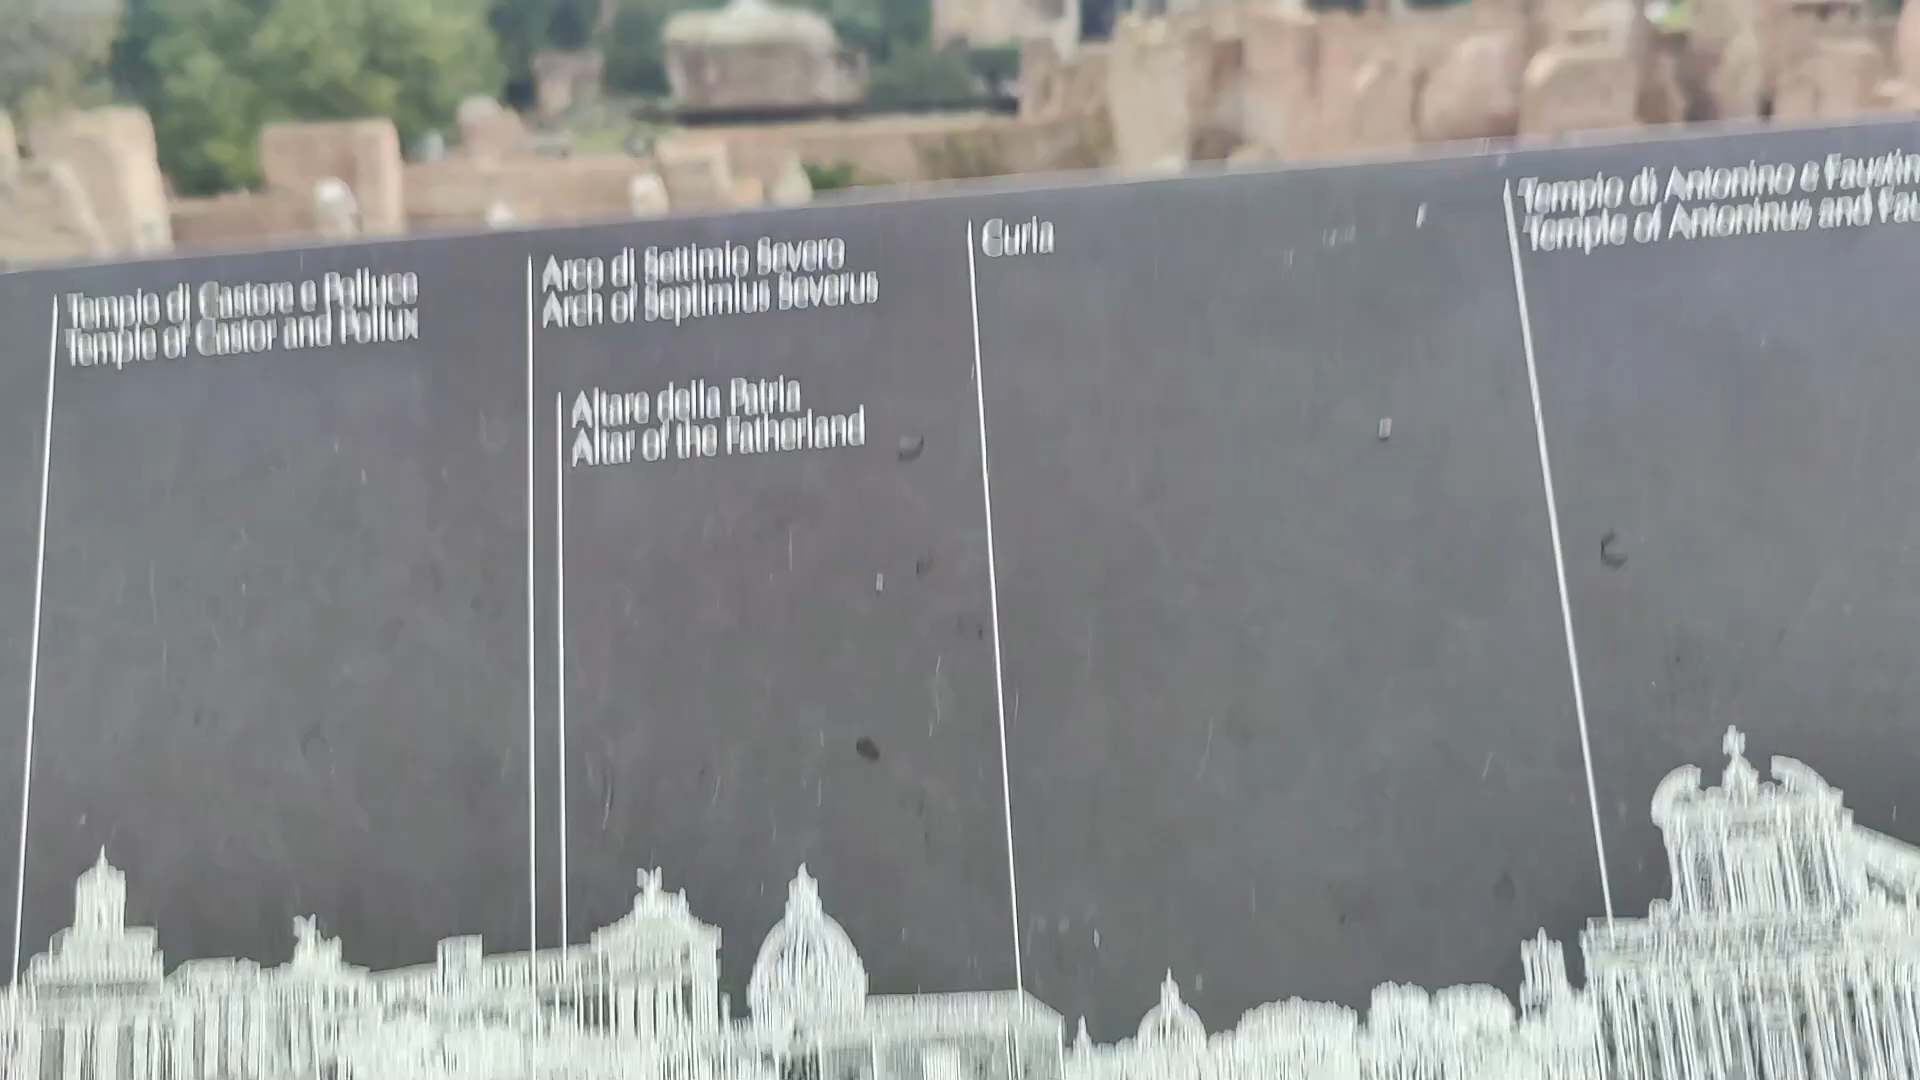 Tempio di Castore e Polluce
Temple of Castor and Pollux
Arco di Settimio Severo
Arch of Septimius Severus
Altare della Patria
Altar of the Fatherland
Curia
Tempio di Antonino e Faustin
Temple of Antoninus and Fau